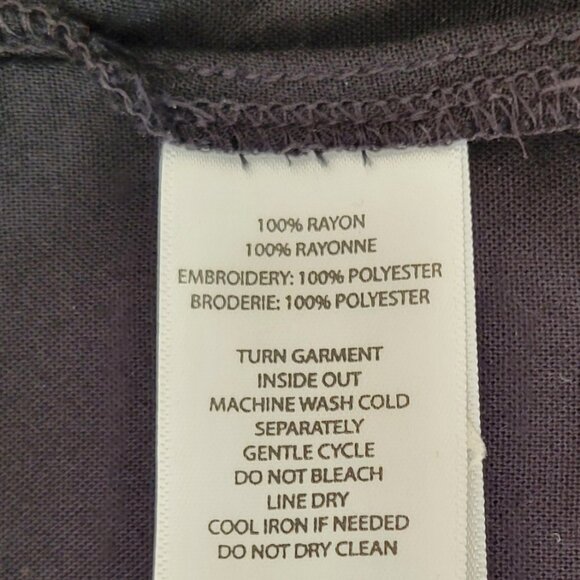 100% RAYON
100% RAYONNE
EMBROIDERY: 100% POLYESTER
BRODERIE: 100% POLYESTER
TURN GARMENT
INSIDE OUT
MACHINE WASH COLD
SEPARATELY
GENTLE CYCLE
DO NOT BLEACH
LINE DRY
COOL IRON IF NEEDED
DO NOT DRY CLEAN